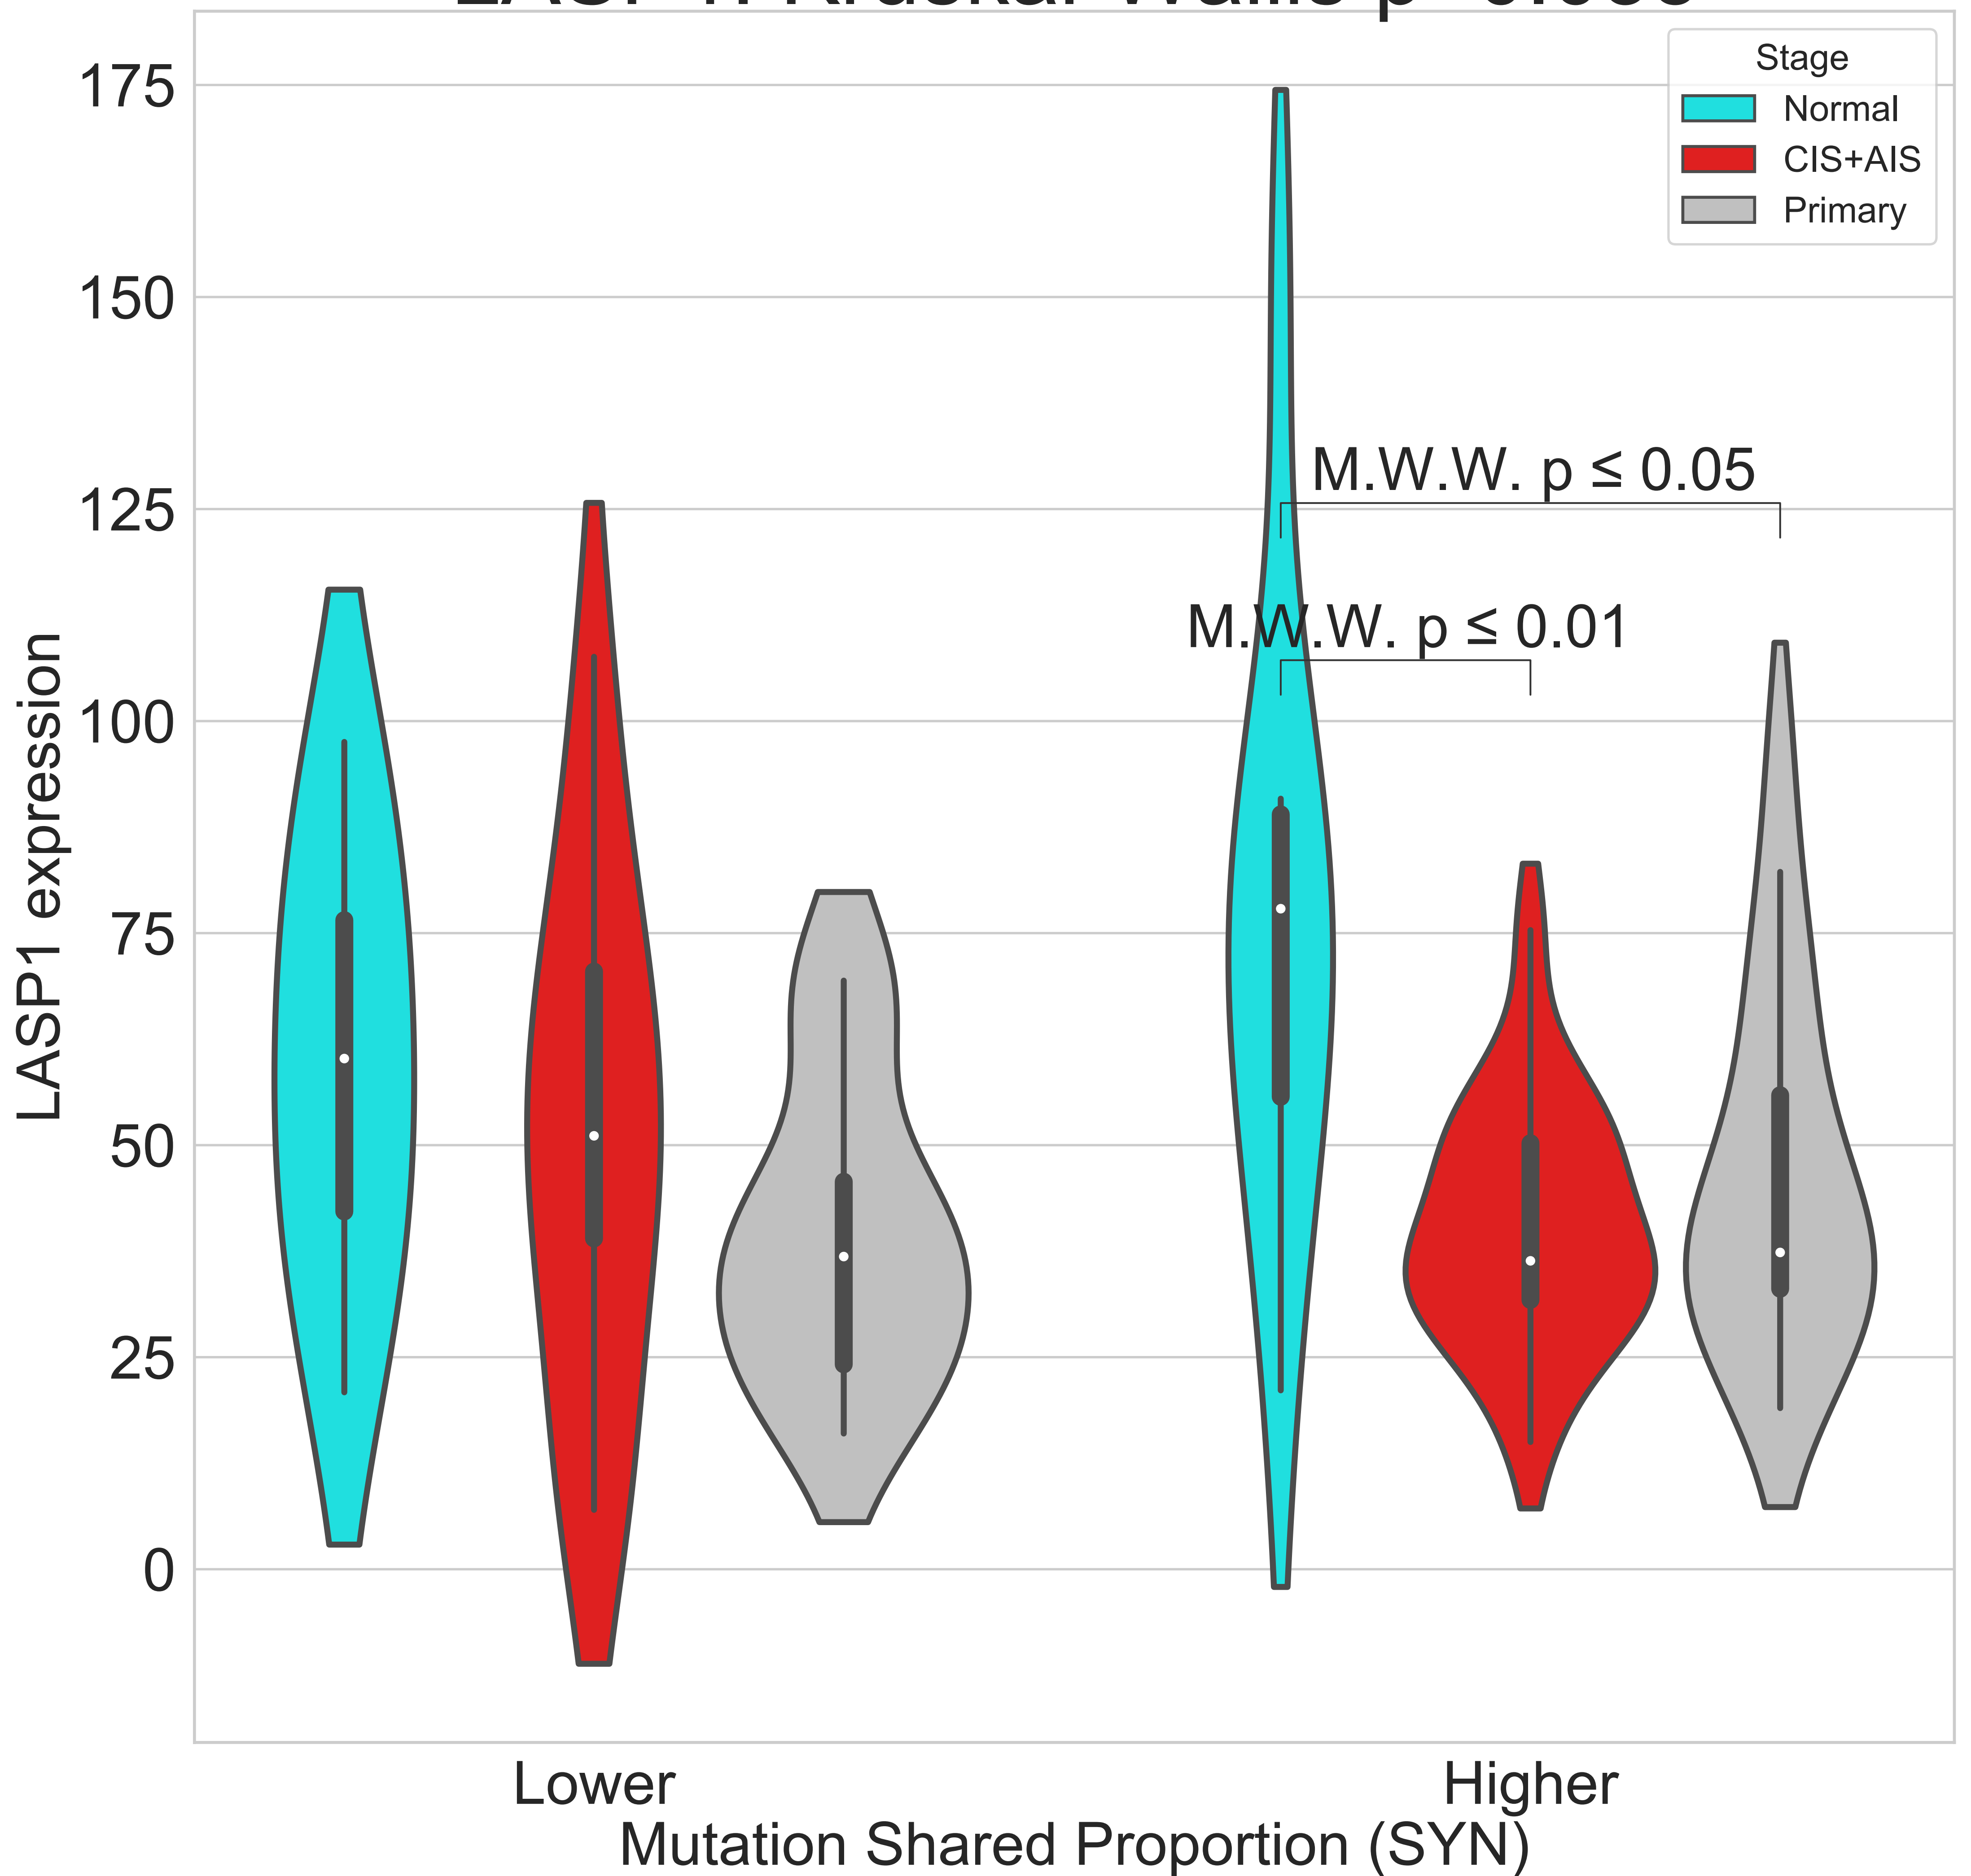 Stage
Normal
CIS+AIS
Primary
175
150
125
100
75
50
25
0
LASP1 expression
M.W.W. p ≤ 0.05
M.W.W. p ≤ 0.01
Lower
Higher
Mutation Shared Proportion (SYN)